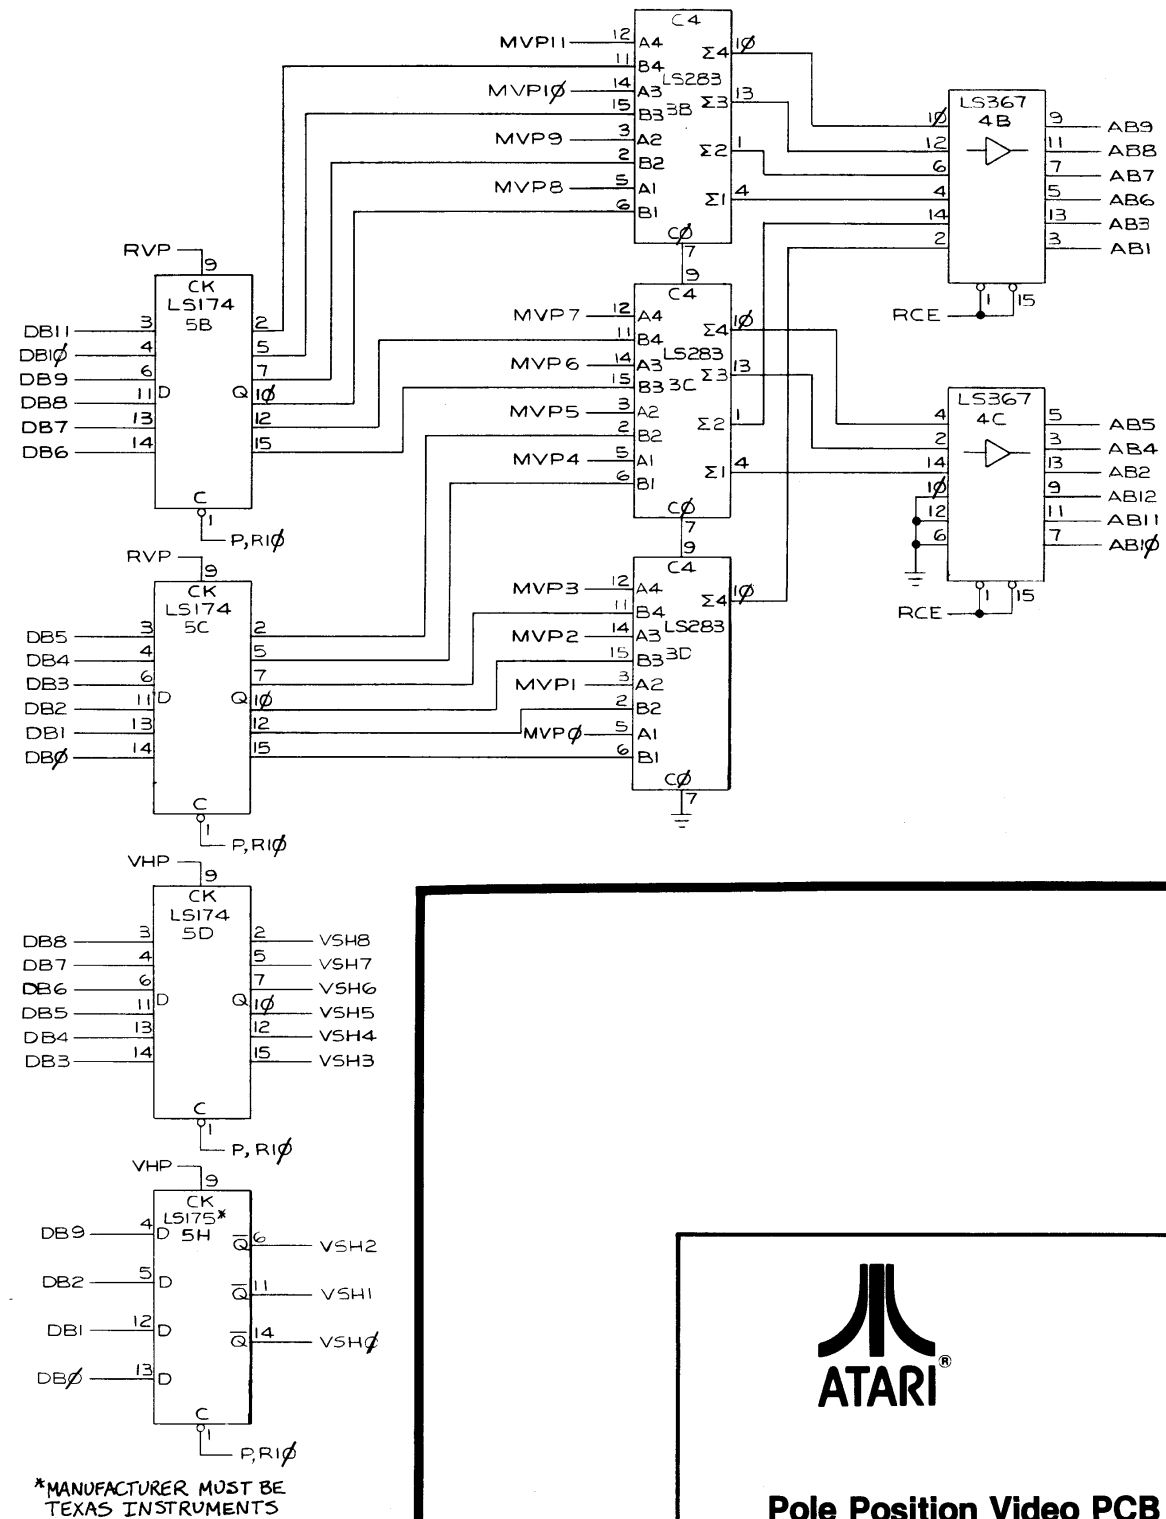 C4
MVP11 12 A4
11 B4
Σ4 10
LS283
MVP10 14 A3
15 B3 3B
Σ3 13
MVP9 3 A2
2 B2
Σ2 1
MVP8 5 A1
6 B1
Σ1 4
C0
7
LS367
4B
10 9 AB9
12 11 AB8
6 7 AB7
4 5 AB6
14 13 AB3
2 3 AB1
1 15
RCE
RVP
9
CK
LS174
5B
DB11 3 2
DB10 4 5
DB9 6 7
DB8 11 D Q 10
DB7 13 12
DB6 14 15
C
1
P,R10
9
C4
MVP7 12 A4
11 B4
Σ4 10
LS283
MVP6 14 A3
15 B3 3C
Σ3 13
MVP5 3 A2
2 B2
Σ2 1
MVP4 5 A1
6 B1
Σ1 4
C0
7
LS367
4C
4 5 AB5
2 3 AB4
14 13 AB2
10 9 AB12
12 11 AB11
6 7 AB10
1 15
RCE
RVP
9
CK
LS174
5C
DB5 3 2
DB4 4 5
DB3 6 7
DB2 11 D Q 10
DB1 13 12
DB0 14 15
C
1
P,R10
9
C4
MVP3 12 A4
11 B4
Σ4 10
LS283
MVP2 14 A3
15 B3 3D
MVP1 3 A2
2 B2
MVP0 5 A1
6 B1
C0
7
VHP
9
CK
LS174
5D
DB8 3 2 VSH8
DB7 4 5 VSH7
DB6 6 7 VSH6
DB5 11 D Q 10 VSH5
DB4 13 12 VSH4
DB3 14 15 VSH3
C
1
P,R10
VHP
9
CK
LS175*
5H
DB9 4 D Q̅ 6 VSH2
DB2 5 D Q̅ 11 VSH1
DB1 12 D Q̅ 14 VSH0
DB0 13 D
C
1
P,R10
*MANUFACTURER MUST BE
TEXAS INSTRUMENTS
ATARI®
Pole Position Video PCB